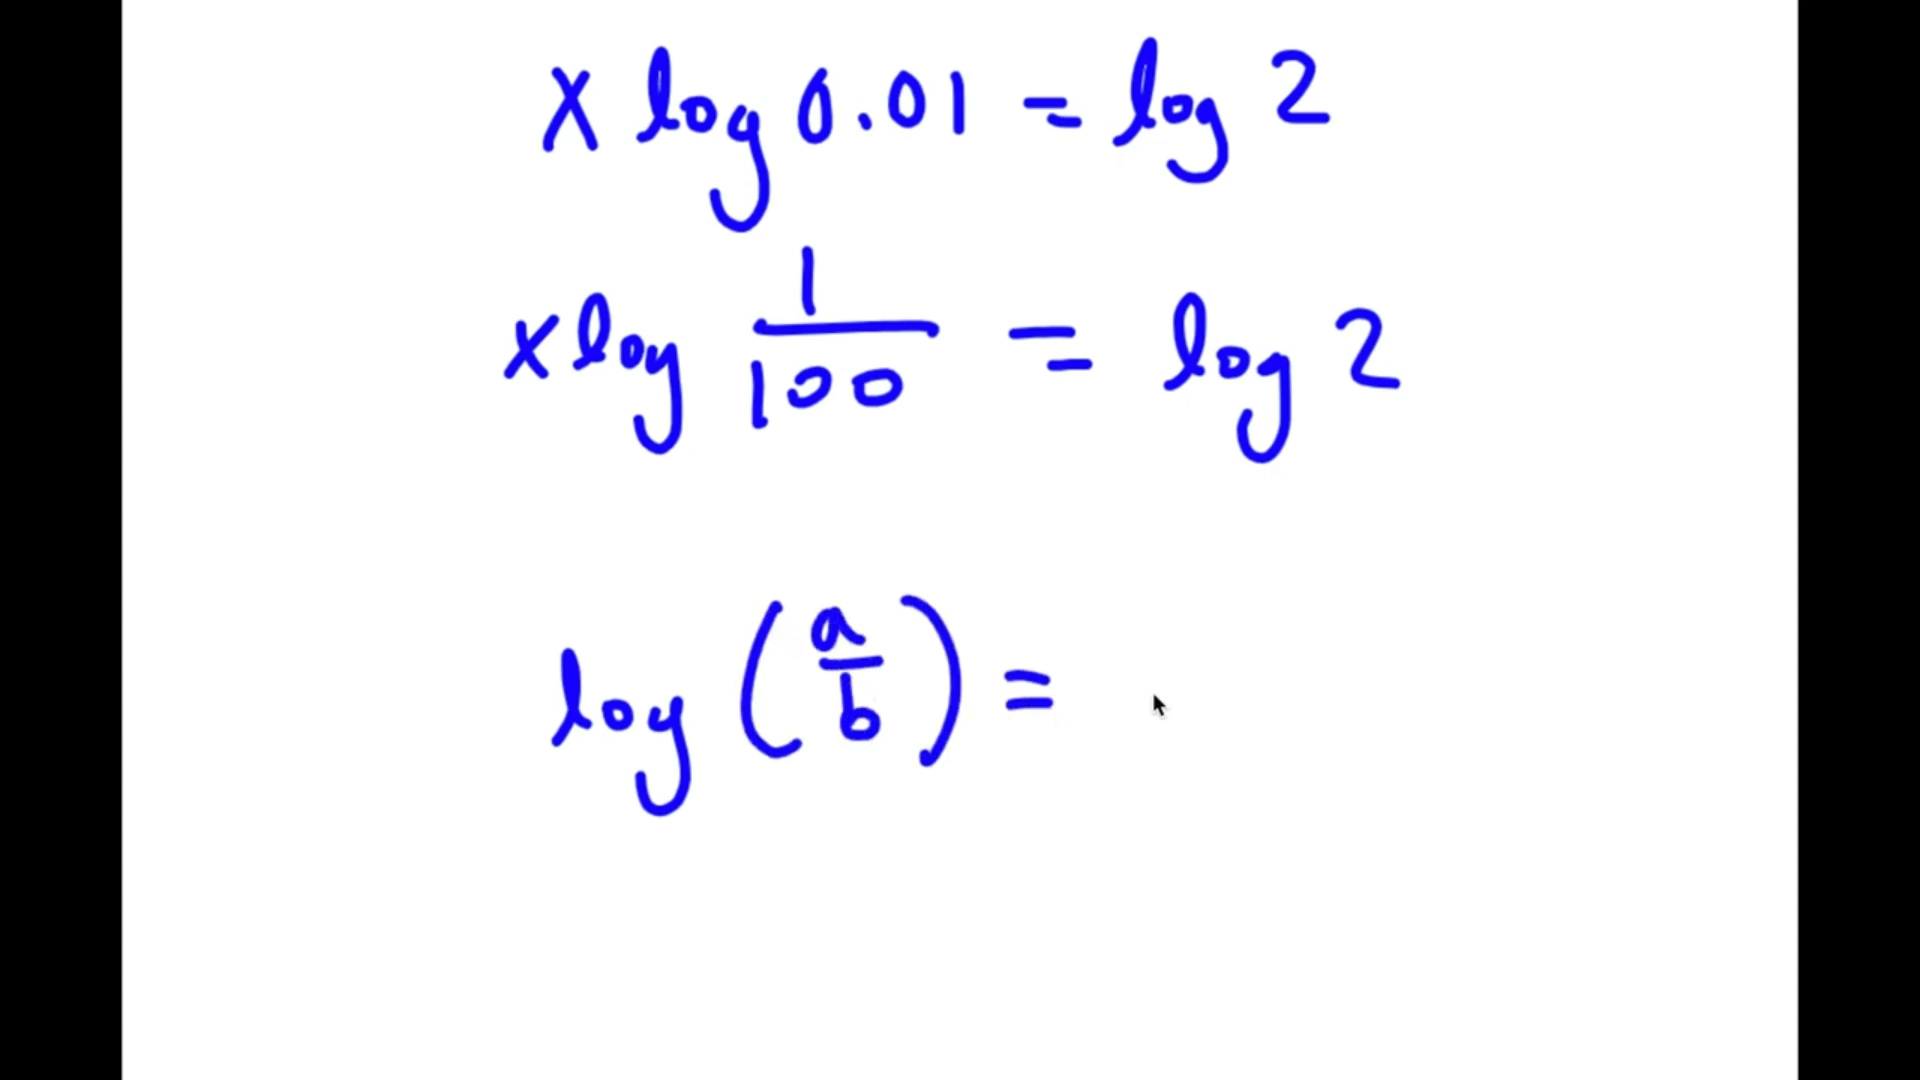 x log 0.01 = log 2
x log 1/100 = log 2
log (a/b) =